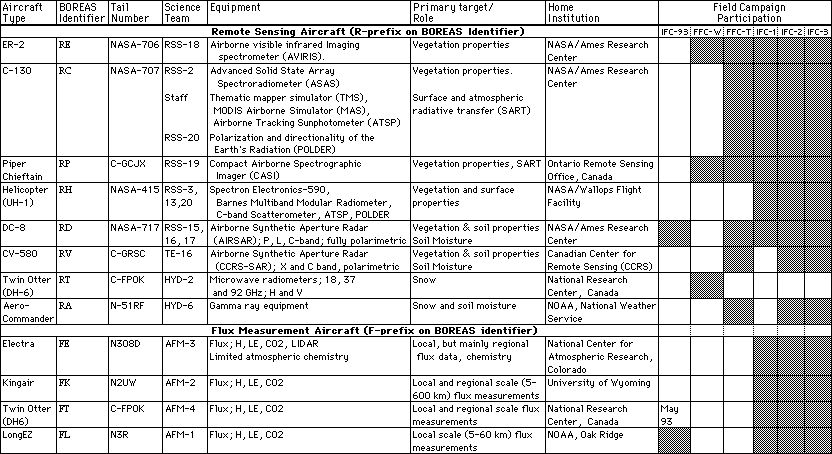 Aircraft Type BOREAS Identifier Tail Number Science Team Equipment Primary target/ Role Home Institution Field Campaign Participation
Remote Sensing Aircraft (R-prefix on BOREAS Identifier) IFC-93 FFC-W FFC-T IFC-1 IFC-2 IFC-3
ER-2 RE NASA-706 RSS-18 Airborne visible infrared Imaging Vegetation properties NASA/Ames Research
spectrometer (AVIRIS). Center
C-130 RC NASA-707 RSS-2 Advanced Solid State Array Vegetation properties. NASA/Ames Research
Spectroradiometer (ASAS) Center
Staff Thematic mapper simulator (TMS), Surface and atmospheric
MODIS Airborne Simulator (MAS), radiative transfer (SART)
Airborne Tracking Sunphotometer (ATSP)
RSS-20 Polarization and directionality of the
Earth's Radiation (POLDER)
Piper RP C-GCJX RSS-19 Compact Airborne Spectrographic Vegetation properties, SART Ontario Remote Sensing
Chieftain Imager (CASI) Office, Canada
Helicopter RH NASA-415 RSS-3, Spectron Electronics-590, Vegetation and surface NASA/Wallops Flight
(UH-1) 13,20 Barnes Multiband Modular Radiometer, properties Facility
C-band Scatterometer, ATSP, POLDER
DC-8 RD NASA-717 RSS-15, Airborne Synthetic Aperture Radar Vegetation & soil properties NASA/Ames Research
16, 17 (AIRSAR); P, L, C-band; fully polarimetric Soil Moisture Center
CV-580 RV C-GRSC TE-16 Airborne Synthetic Aperture Radar Vegetation & soil properties Canadian Center for
(CCRS-SAR); X and C band, polarimetric Soil Moisture Remote Sensing (CCRS)
Twin Otter RT C-FPOK HYD-2 Microwave radiometers; 18, 37 Snow National Research
(DH-6) and 92 GHz; H and V Center, Canada
Aero- RA N-51RF HYD-6 Gamma ray equipment Snow and soil moisture NOAA, National Weather
Commander Service
Flux Measurement Aircraft (F-prefix on BOREAS identifier)
Electra FE N308D AFM-3 Flux; H, LE, CO2, LIDAR Local, but mainly regional National Center for
Limited atmospheric chemistry flux data, chemistry Atmospheric Research,
Colorado
Kingair FK N2UW AFM-2 Flux; H, LE, CO2 Local and regional scale (5- University of Wyoming
600 km) flux measurements
Twin Otter FT C-FPOK AFM-4 Flux; H, LE, CO2 Local and regional scale flux National Research May
(DH6) measurements Center, Canada 93
LongEZ FL N3R AFM-1 Flux; H, LE, CO2 Local scale (5-60 km) flux NOAA, Oak Ridge
measurements